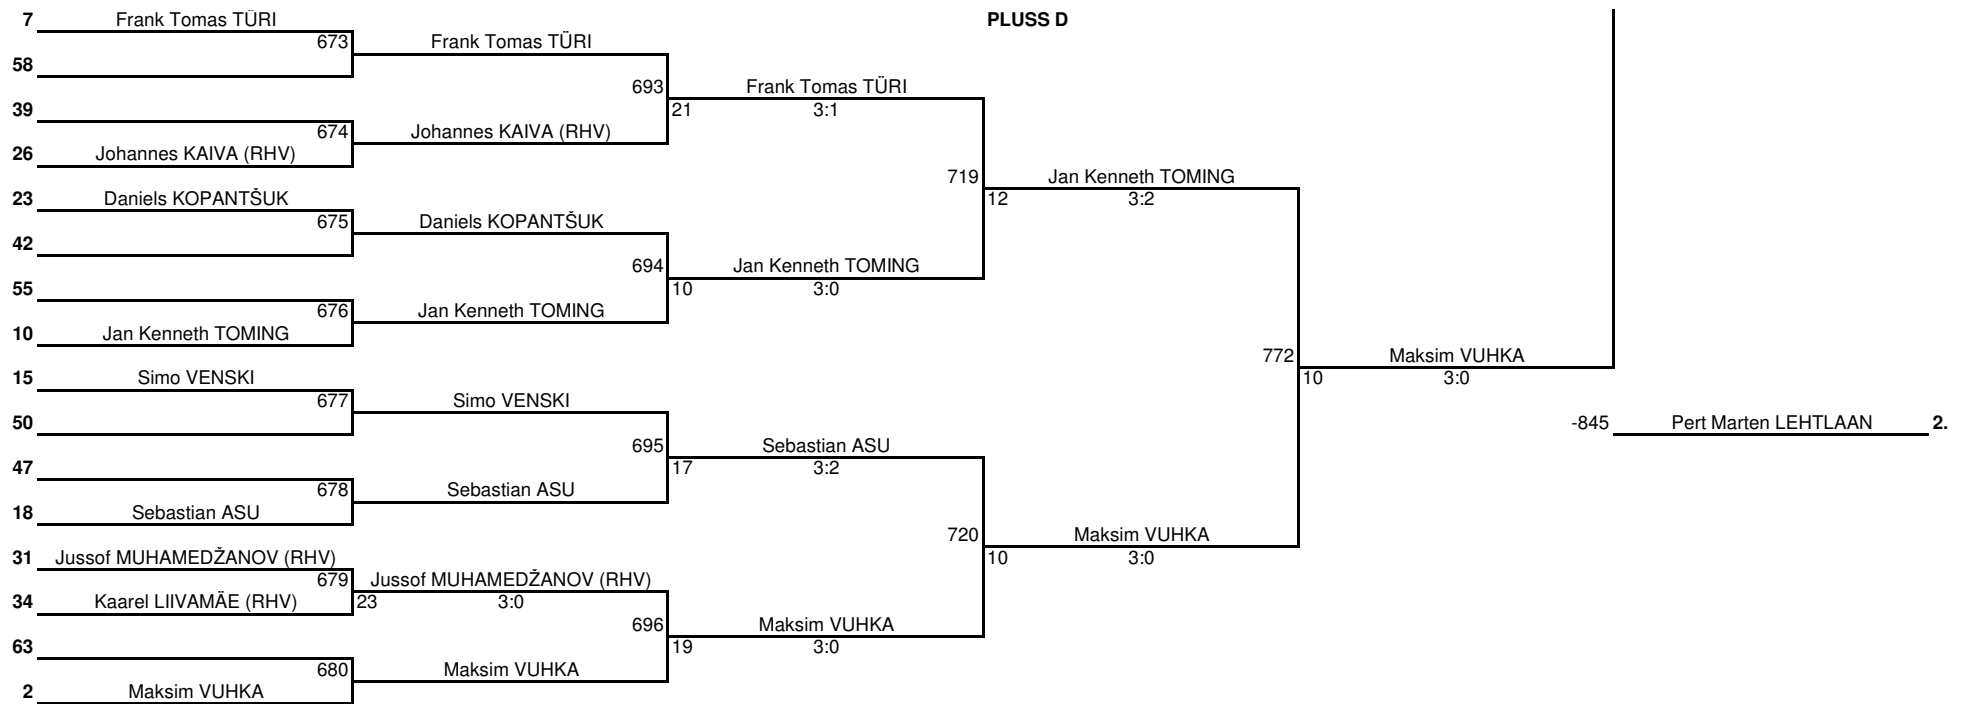 7 Frank Tomas TÜRI PLUSS D
673 Frank Tomas TÜRI
58
693 Frank Tomas TÜRI
39 21 3:1
674 Johannes KAIVA (RHV)
26 Johannes KAIVA (RHV)
719 Jan Kenneth TOMING
23 Daniels KOPANTŠUK 12 3:2
675 Daniels KOPANTŠUK
42
694 Jan Kenneth TOMING
55 10 3:0
676 Jan Kenneth TOMING
10 Jan Kenneth TOMING
772 Maksim VUHKA
15 Simo VENSKI 10 3:0
677 Simo VENSKI
50 -845 Pert Marten LEHTLAAN 2.
695 Sebastian ASU
47 17 3:2
678 Sebastian ASU
18 Sebastian ASU
720 Maksim VUHKA
31 Jussof MUHAMEDŽANOV (RHV) 10 3:0
679 Jussof MUHAMEDŽANOV (RHV)
34 Kaarel LIIVAMÄE (RHV) 23 3:0
696 Maksim VUHKA
63 19 3:0
680 Maksim VUHKA
2 Maksim VUHKA